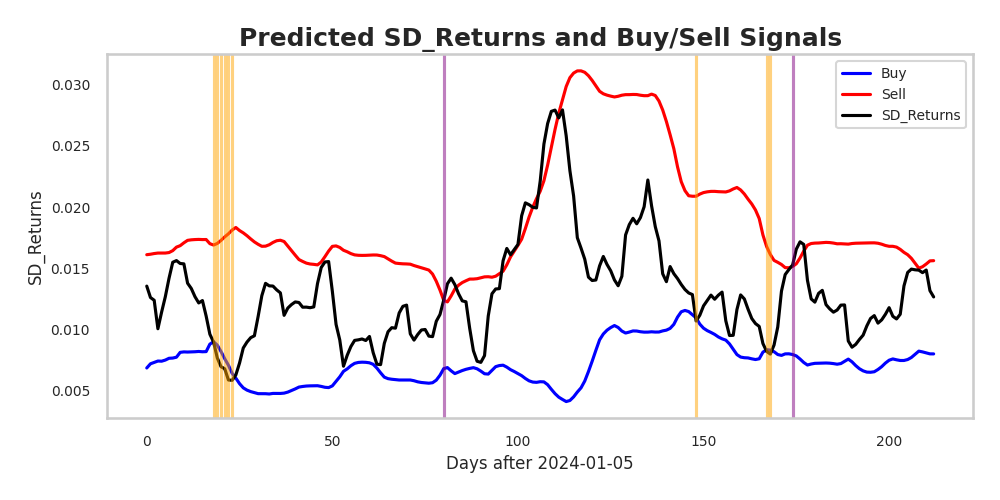 Predicted SD_Returns and Buy/Sell Signals
SD_Returns
0.030
0.025
0.020
0.015
0.010
0.005
Buy
Sell
SD_Returns
0 50 100 150 200
Days after 2024-01-05